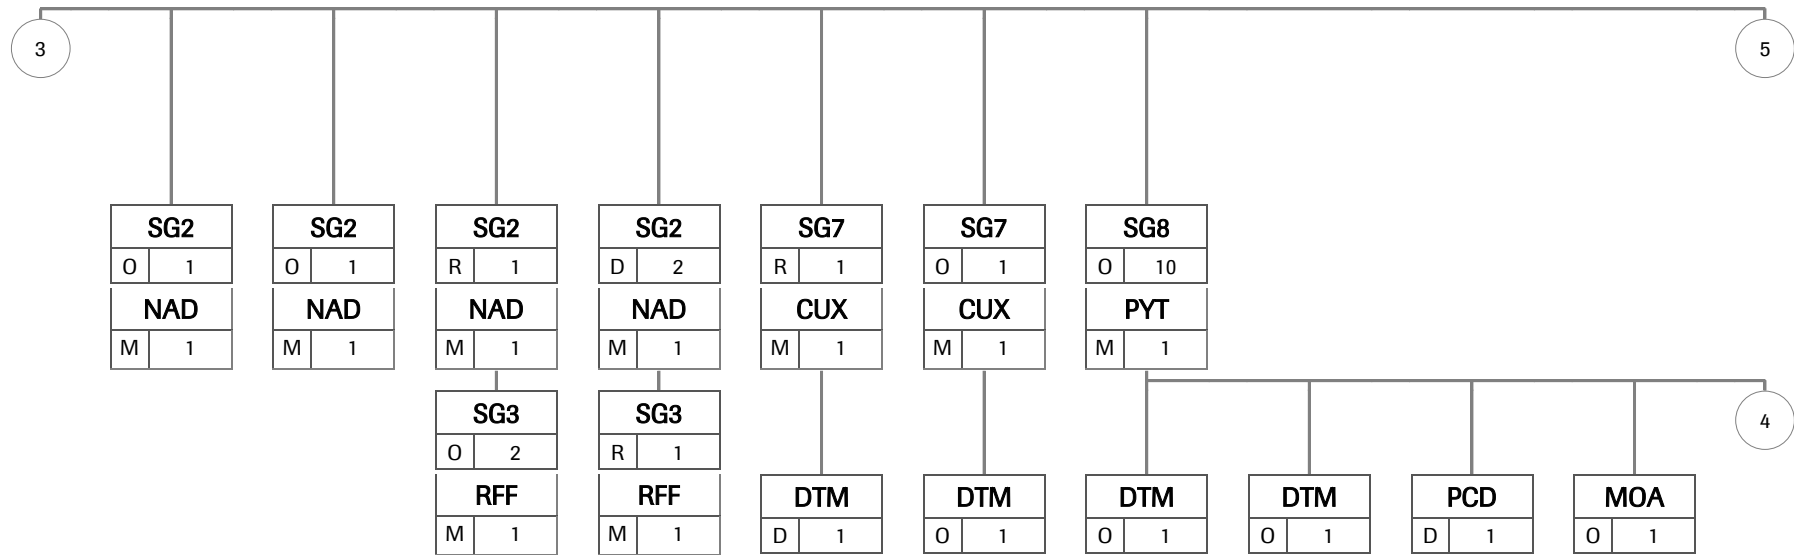 3 5
SG2 SG2 SG2 SG2 SG7 SG7 SG8
O 1 O 1 R 1 D 2 R 1 O 1 O 10
NAD NAD NAD NAD CUX CUX PYT
M 1 M 1 M 1 M 1 M 1 M 1 M 1
SG3 SG3 4
O 2 R 1
RFF RFF DTM DTM DTM DTM PCD MOA
M 1 M 1 D 1 O 1 O 1 O 1 D 1 O 1